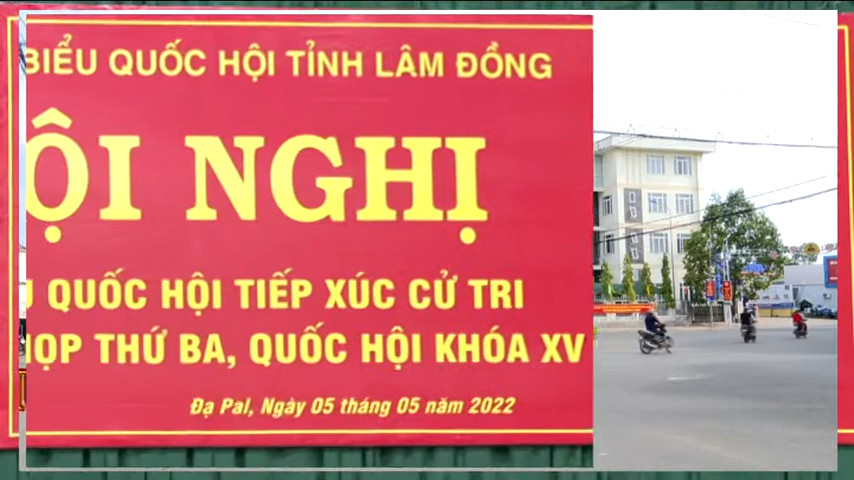 BIỂU QUỐC HỘI TỈNH LÂM ĐỒNG
ỘI NGHỊ
QUỐC HỘI TIẾP XÚC CỬ TRI
HỌP THỨ BA, QUỐC HỘI KHÓA XV
Đạ Pal, Ngày 05 tháng 05 năm 2022